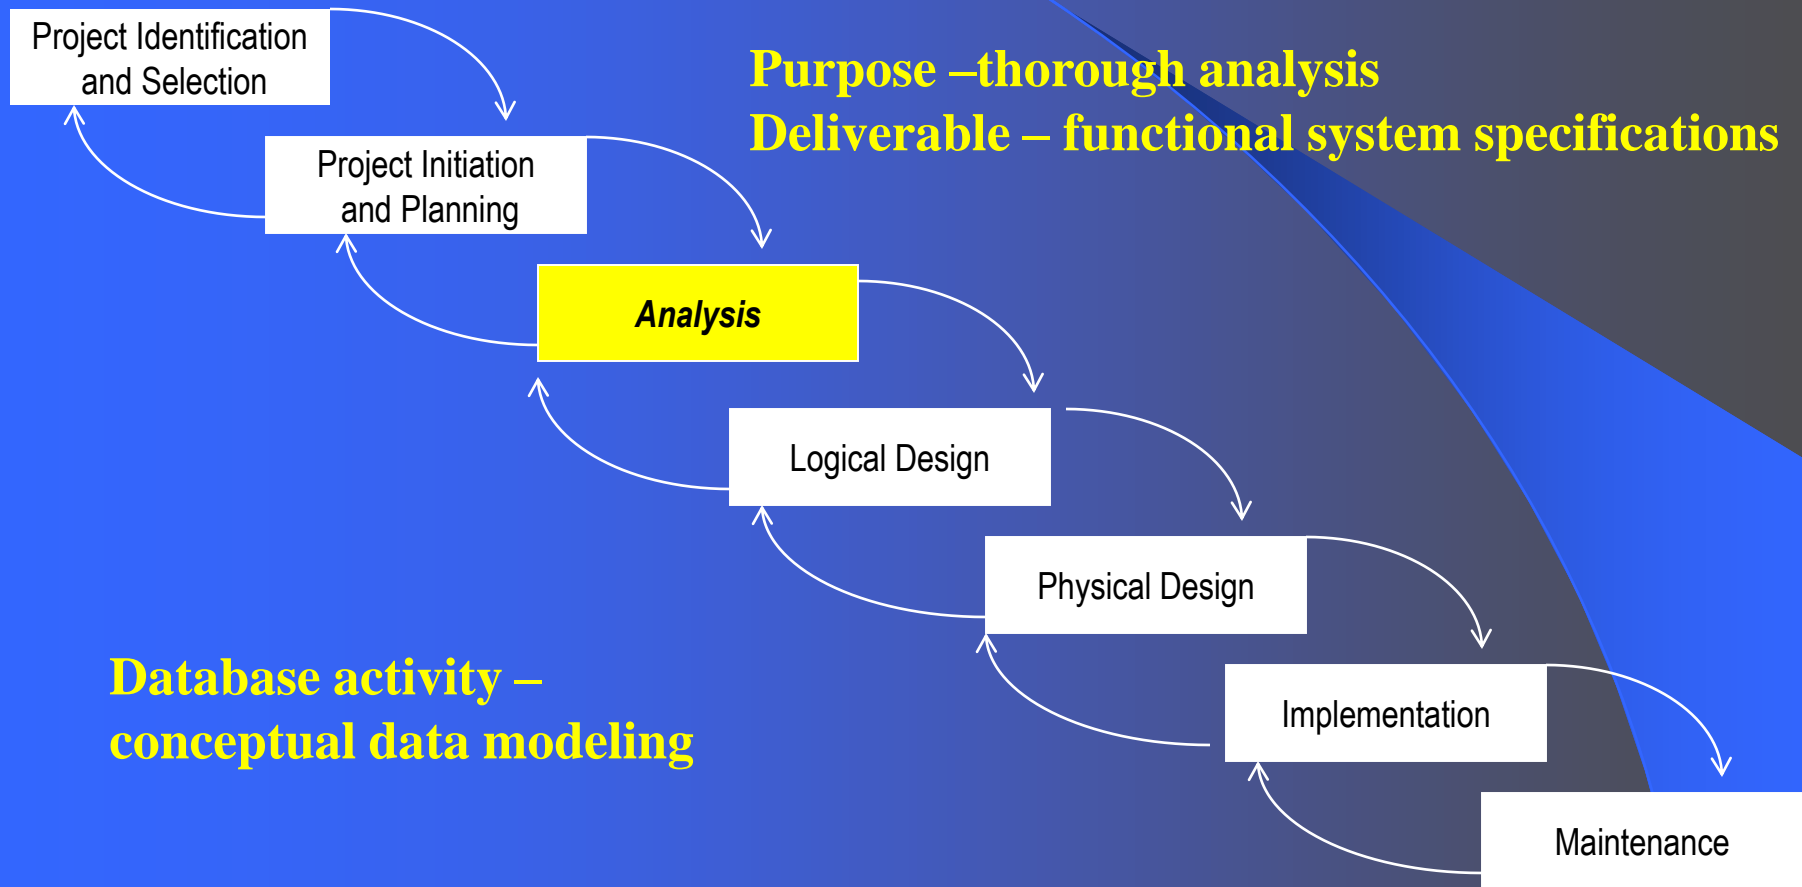 Project Identification
and Selection
Purpose –thorough analysis
Deliverable – functional system specifications
Project Initiation
and Planning
Analysis
Logical Design
Physical Design
Database activity –
conceptual data modeling
Implementation
Maintenance